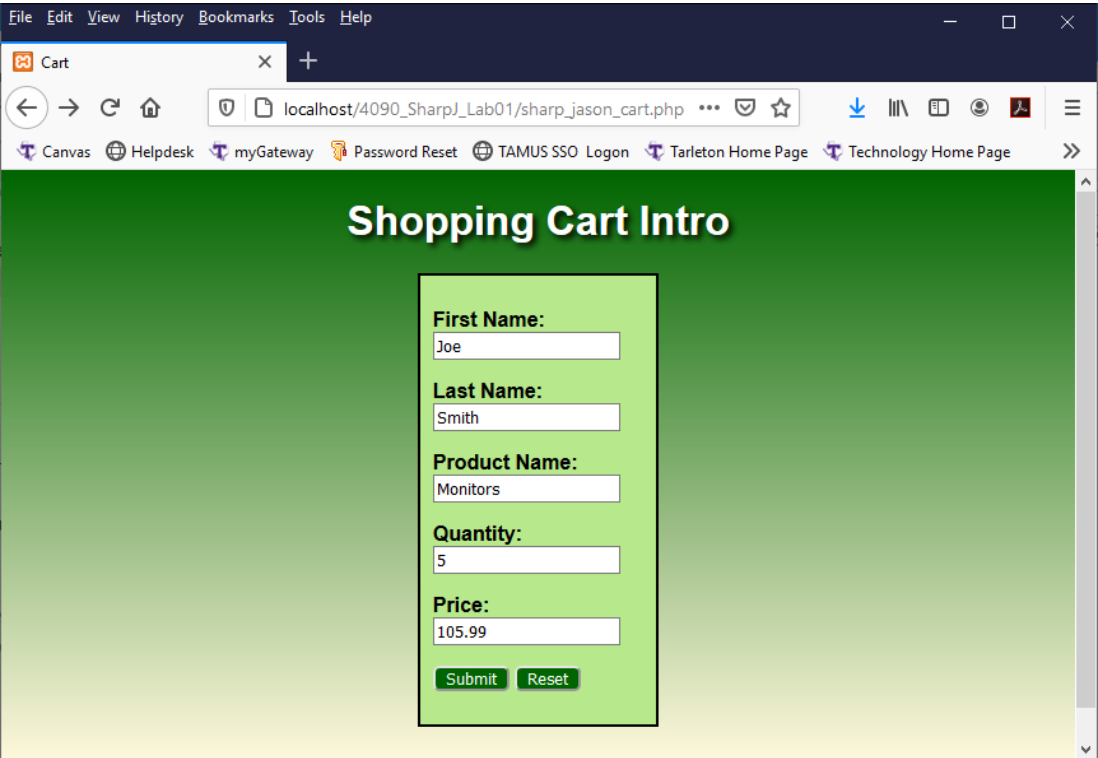 File Edit View History Bookmarks Tools Help
Cart
localhost/4090_SharpJ_Lab01/sharp_jason_cart.php
Canvas Helpdesk myGateway Password Reset TAMUS SSO Logon Tarleton Home Page Technology Home Page
Shopping Cart Intro
First Name:
Joe
Last Name:
Smith
Product Name:
Monitors
Quantity:
5
Price:
105.99
Submit Reset